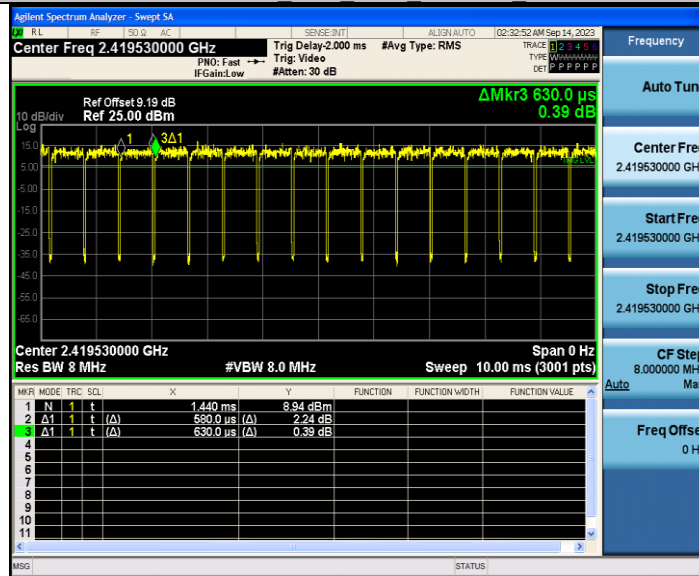 Agilent Spectrum Analyzer - Swept SA
RL RF 50 Ω AC SENSE:INT ALIGN AUTO 02:32:52 AM Sep 14, 2023
Center Freq 2.419530000 GHz
PNO: Fast
IFGain:Low
Trig Delay-2.000 ms
Trig: Video
#Atten: 30 dB
#Avg Type: RMS
TRACE 1 2 3 4 5 6
TYPE WWWWWW
DET P P P P P P
ΔMkr3 630.0 µs
0.39 dB
Ref Offset 9.19 dB
Ref 25.00 dBm
10 dB/div
Log
1 3Δ1
15.0
5.00
-5.00
-15.0
-25.0
-35.0
-45.0
-55.0
-65.0
Center 2.419530000 GHz Span 0 Hz
Res BW 8 MHz #VBW 8.0 MHz Sweep 10.00 ms (3001 pts)
MKR MODE TRC SCL X Y FUNCTION FUNCTION WIDTH FUNCTION VALUE
1 N 1 t 1.440 ms 8.94 dBm
2 Δ1 1 t (Δ) 580.0 µs (Δ) 2.24 dB
3 Δ1 1 t (Δ) 630.0 µs (Δ) 0.39 dB
4
5
6
7
8
9
10
11
MSG STATUS
Frequency
Auto Tun
Center Fre
2.419530000 GH
Start Fre
2.419530000 GH
Stop Fre
2.419530000 GH
CF Ste
8.000000 MH
Auto Ma
Freq Offse
0 H